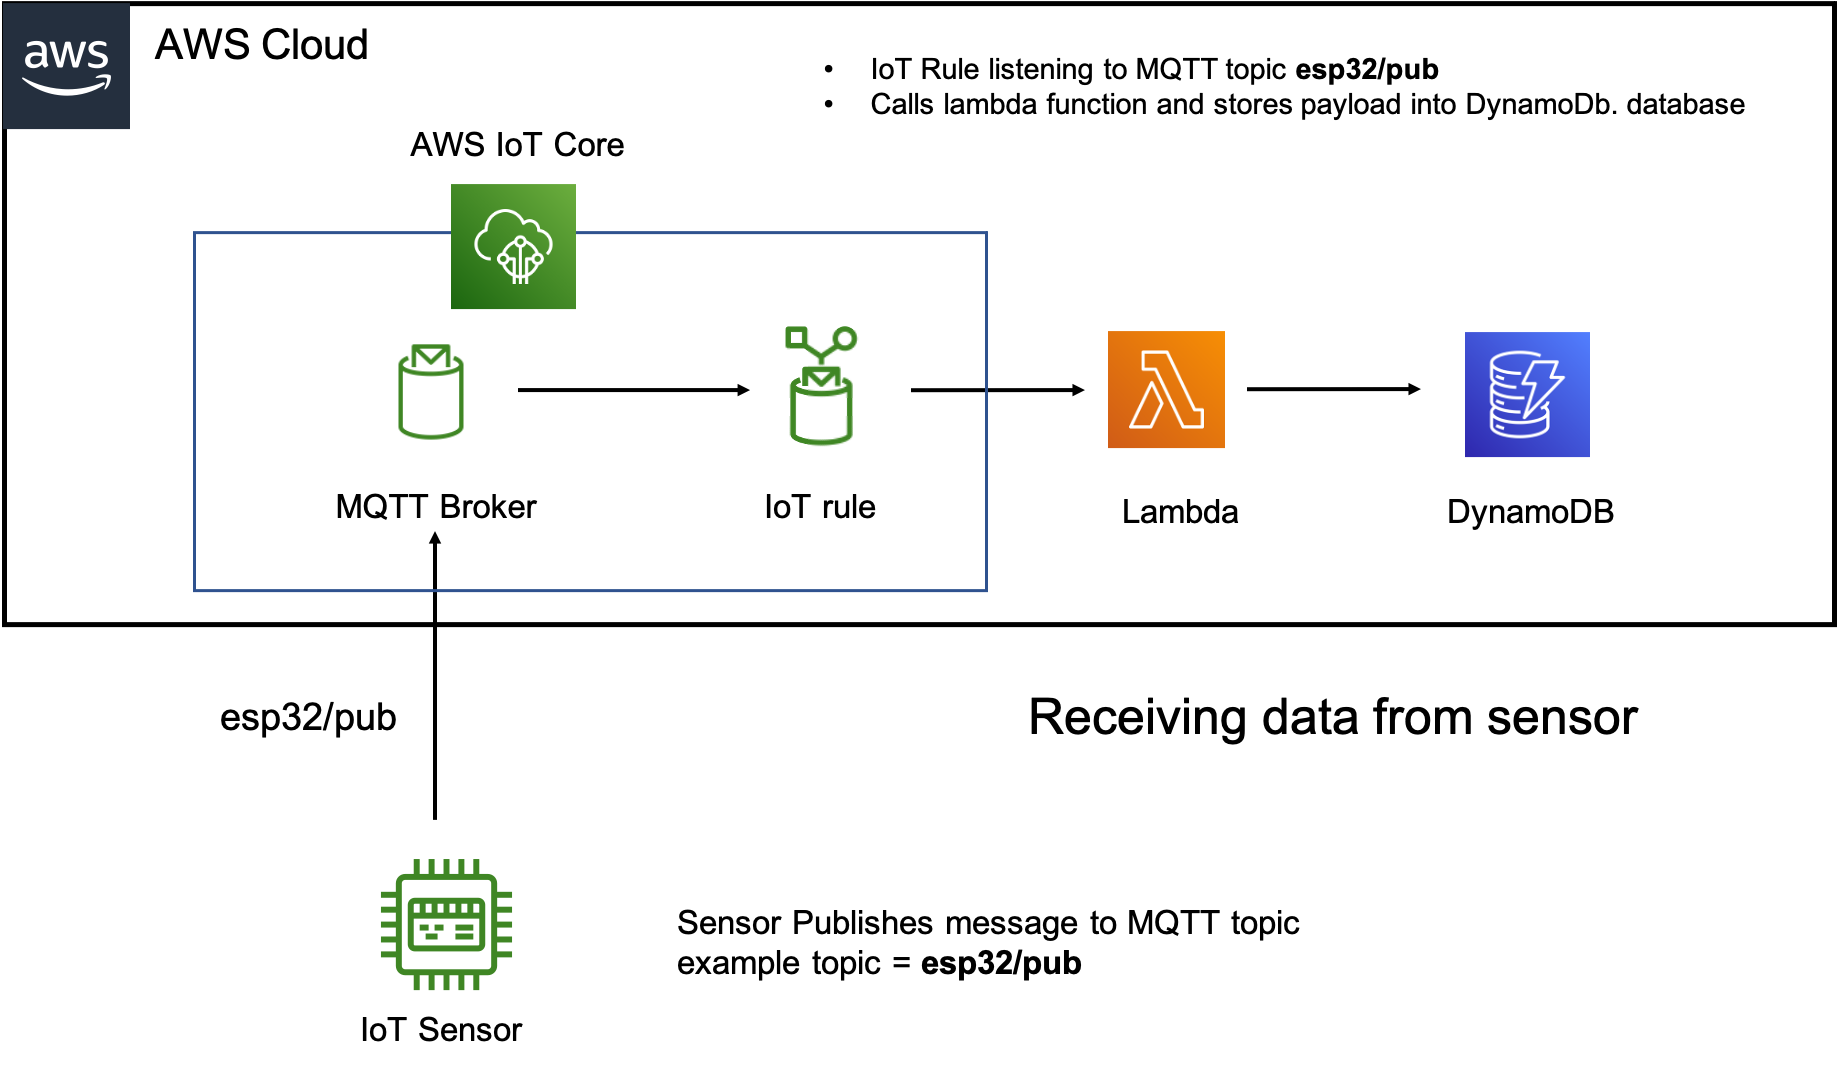 aws
AWS Cloud
• IoT Rule listening to MQTT topic esp32/pub
• Calls lambda function and stores payload into DynamoDb. database
AWS IoT Core
MQTT Broker
IoT rule
Lambda
DynamoDB
esp32/pub
Receiving data from sensor
Sensor Publishes message to MQTT topic
example topic = esp32/pub
IoT Sensor